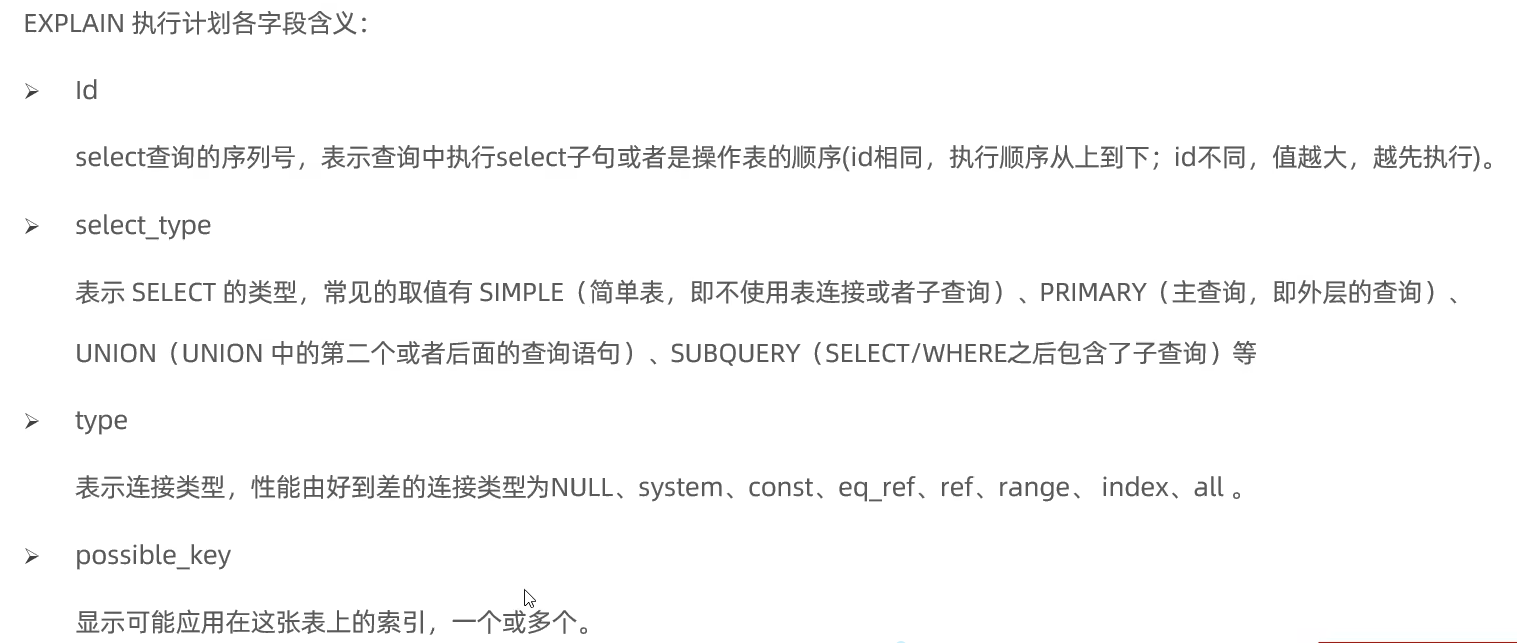 EXPLAIN 执行计划各字段含义：
➢ Id
select查询的序列号，表示查询中执行select子句或者是操作表的顺序(id相同，执行顺序从上到下；id不同，值越大，越先执行)。
➢ select_type
表示 SELECT 的类型，常见的取值有 SIMPLE（简单表，即不使用表连接或者子查询）、PRIMARY（主查询，即外层的查询）、
UNION（UNION 中的第二个或者后面的查询语句）、SUBQUERY（SELECT/WHERE之后包含了子查询）等
➢ type
表示连接类型，性能由好到差的连接类型为NULL、system、const、eq_ref、ref、range、 index、all 。
➢ possible_key
显示可能应用在这张表上的索引，一个或多个。